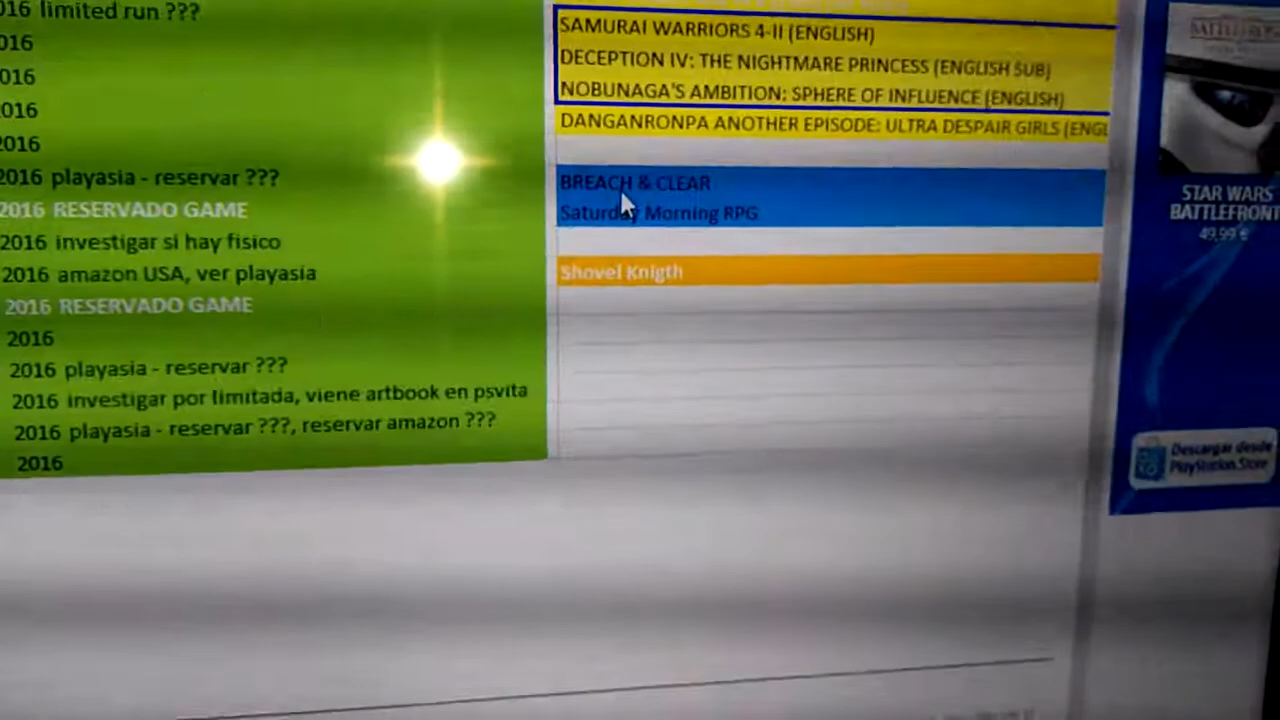 016 limited run ???
016
016
016
2016
2016 playasia - reservar ???
2016 RESERVADO GAME
2016 investigar si hay fisico
2016 amazon USA, ver playasia
2016 RESERVADO GAME
2016
2016 playasia - reservar ???
2016 investigar por limitada, viene artbook en psvita
2016 playasia - reservar ???, reservar amazon ???
2016
SAMURAI WARRIORS 4-II (ENGLISH)
DECEPTION IV: THE NIGHTMARE PRINCESS (ENGLISH SUB)
NOBUNAGA'S AMBITION: SPHERE OF INFLUENCE (ENGLISH)
DANGANRONPA ANOTHER EPISODE: ULTRA DESPAIR GIRLS (ENGL
BREACH & CLEAR
Saturday Morning RPG
Shovel Knigth
STAR WARS
BATTLEFRONT
49,99 €
Descargar desde
PlayStation Store